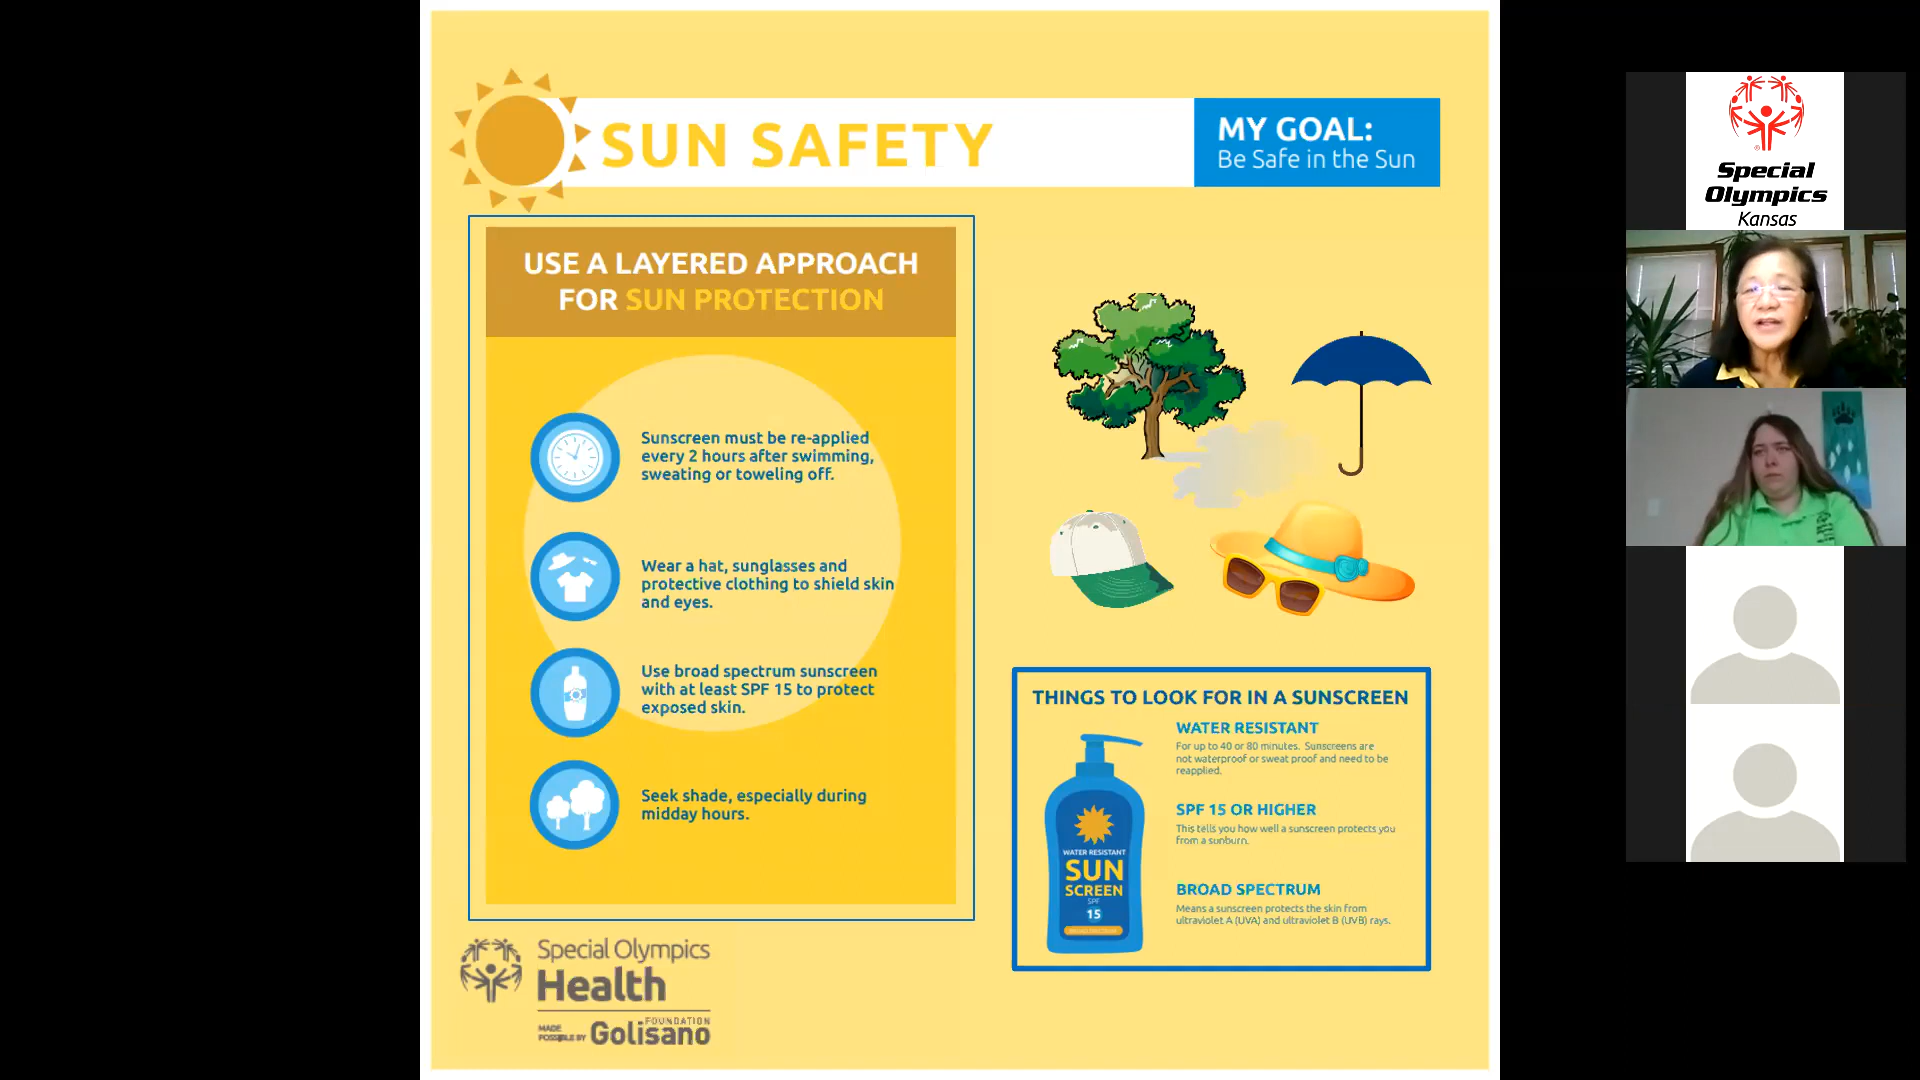 SUN SAFETY
MY GOAL:
Be Safe in the Sun
USE A LAYERED APPROACH
FOR SUN PROTECTION
Sunscreen must be re-applied
every 2 hours after swimming,
sweating or toweling off.
Wear a hat, sunglasses and
protective clothing to shield skin
and eyes.
Use broad spectrum sunscreen
with at least SPF 15 to protect
exposed skin.
Seek shade, especially during
midday hours.
THINGS TO LOOK FOR IN A SUNSCREEN
WATER RESISTANT
For up to 40 or 80 minutes. Sunscreens are
not waterproof or sweat proof and need to be
reapplied.
SPF 15 OR HIGHER
This tells you how well a sunscreen protects you
from a sunburn.
BROAD SPECTRUM
Means a sunscreen protects the skin from
ultraviolet A (UVA) and ultraviolet B (UVB) rays.
WATER RESISTANT
SUN
SCREEN
SPF
15
BROAD SPECTRUM
Special Olympics
Health
MADE
POSSIBLE BY
FOUNDATION
Golisano
Special
Olympics
Kansas